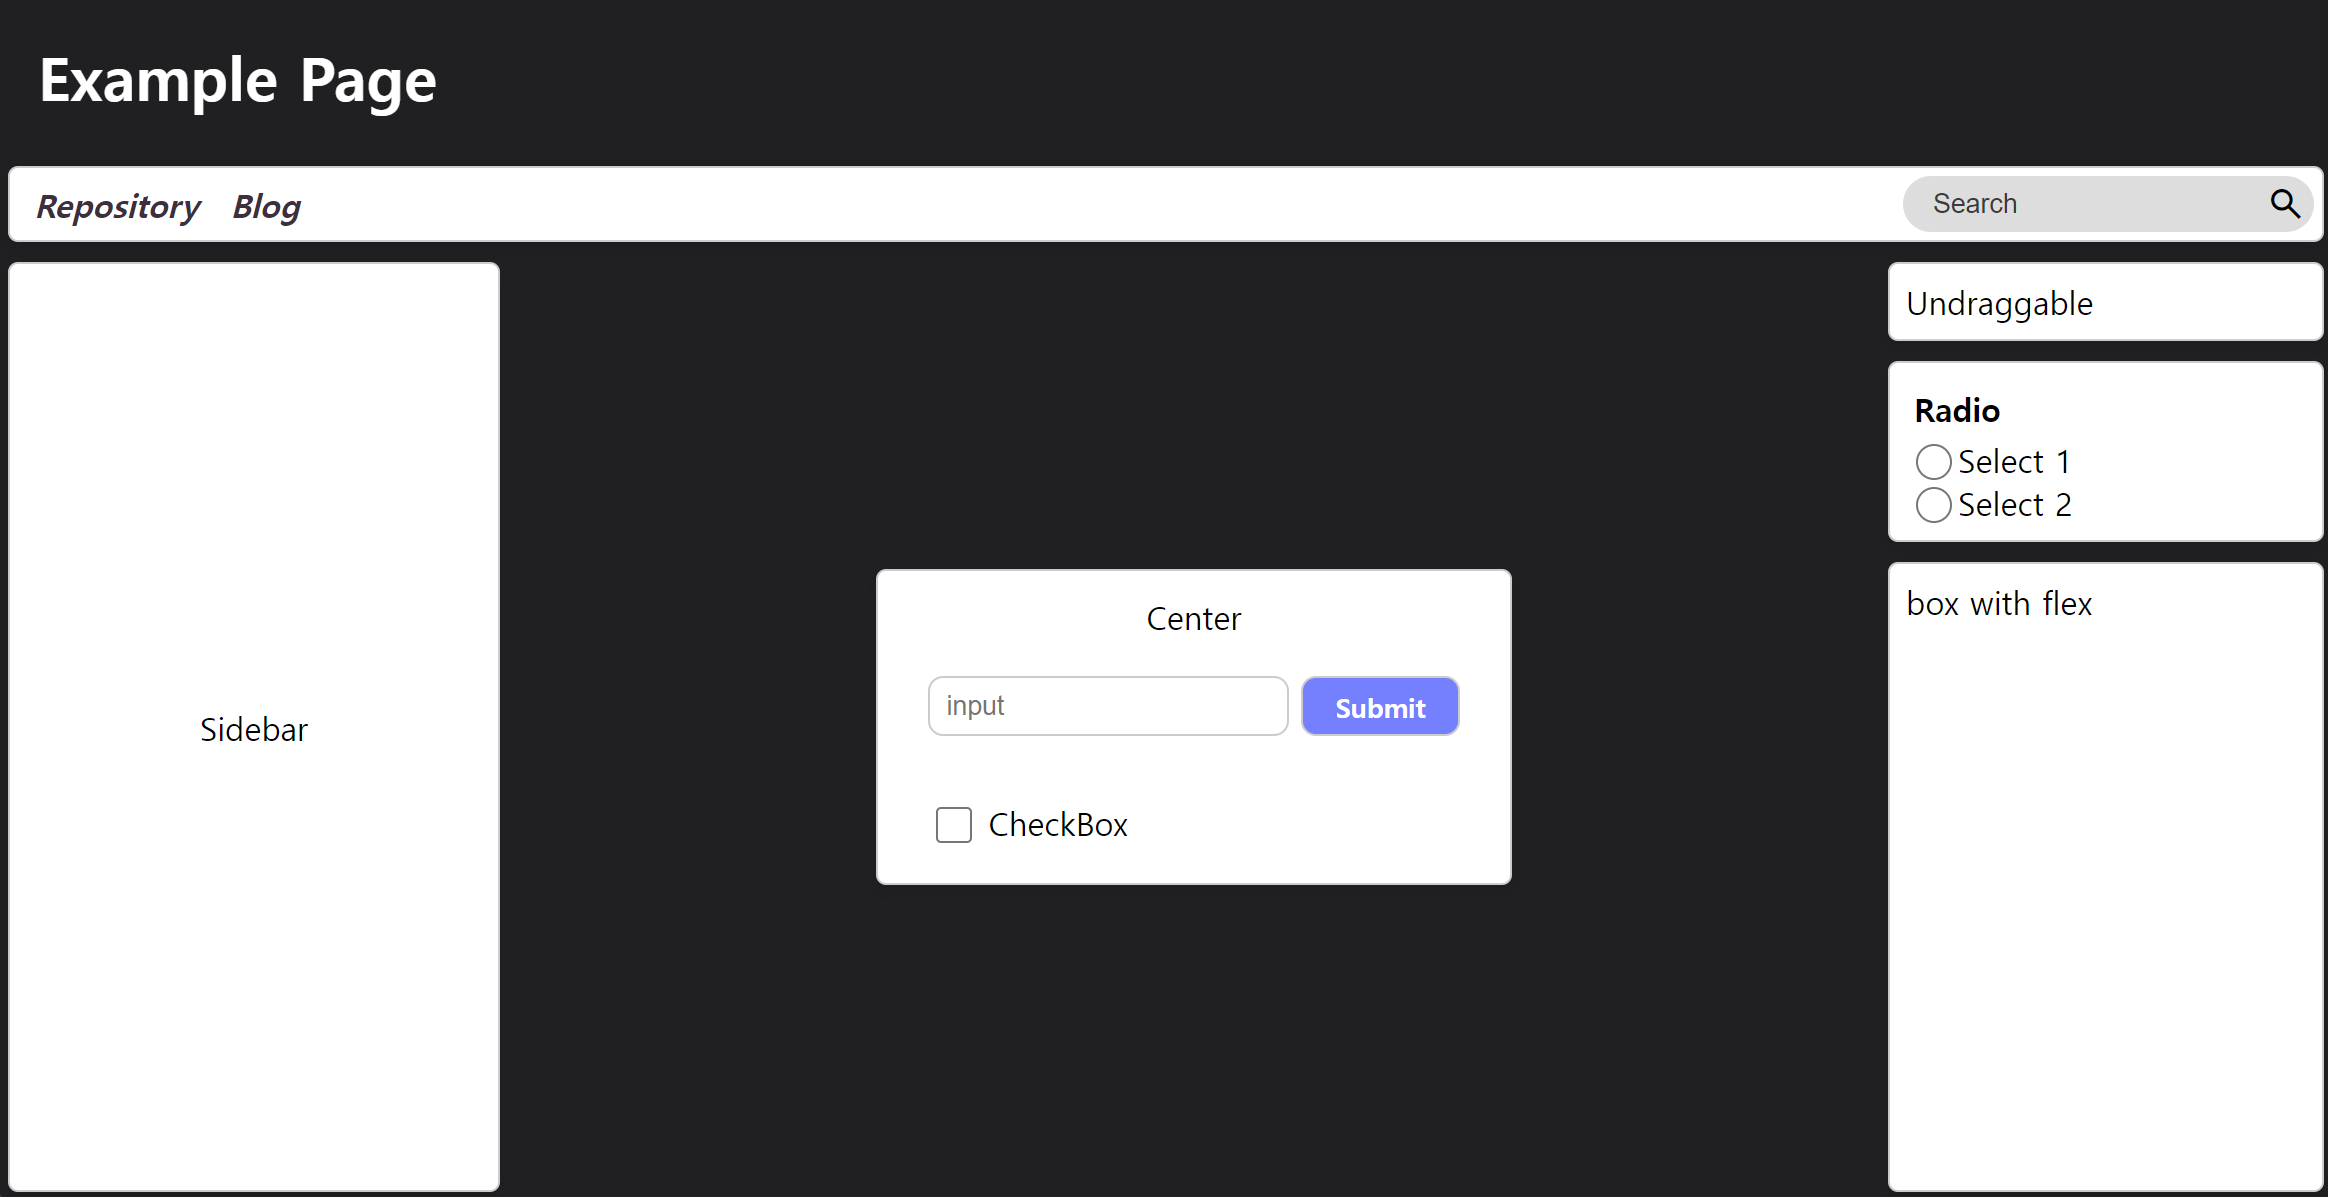 Example Page
Repository Blog Search
Sidebar
Center
input Submit
CheckBox
Undraggable
Radio
Select 1
Select 2
box with flex